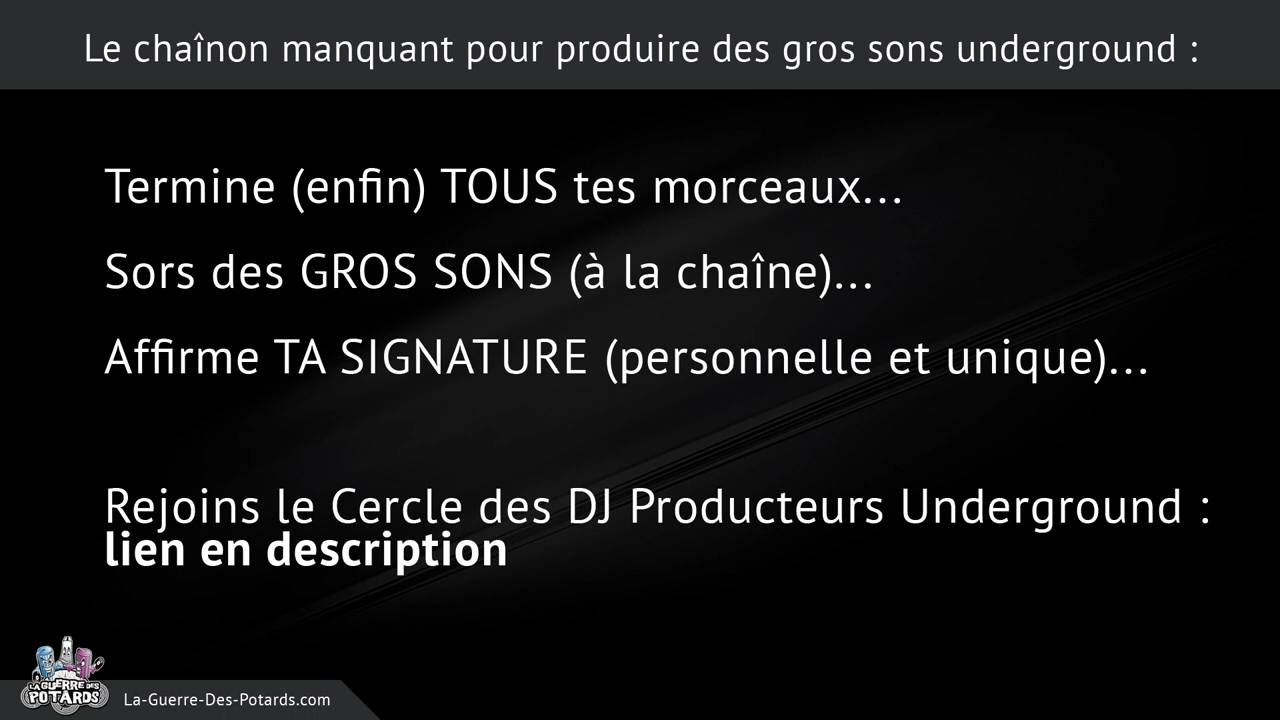 Le chaînon manquant pour produire des gros sons underground :
Termine (enfin) TOUS tes morceaux...
Sors des GROS SONS (à la chaîne)...
Affirme TA SIGNATURE (personnelle et unique)...
Rejoins le Cercle des DJ Producteurs Underground :
lien en description
LA GUERRE DES
POTARDS
La-Guerre-Des-Potards.com